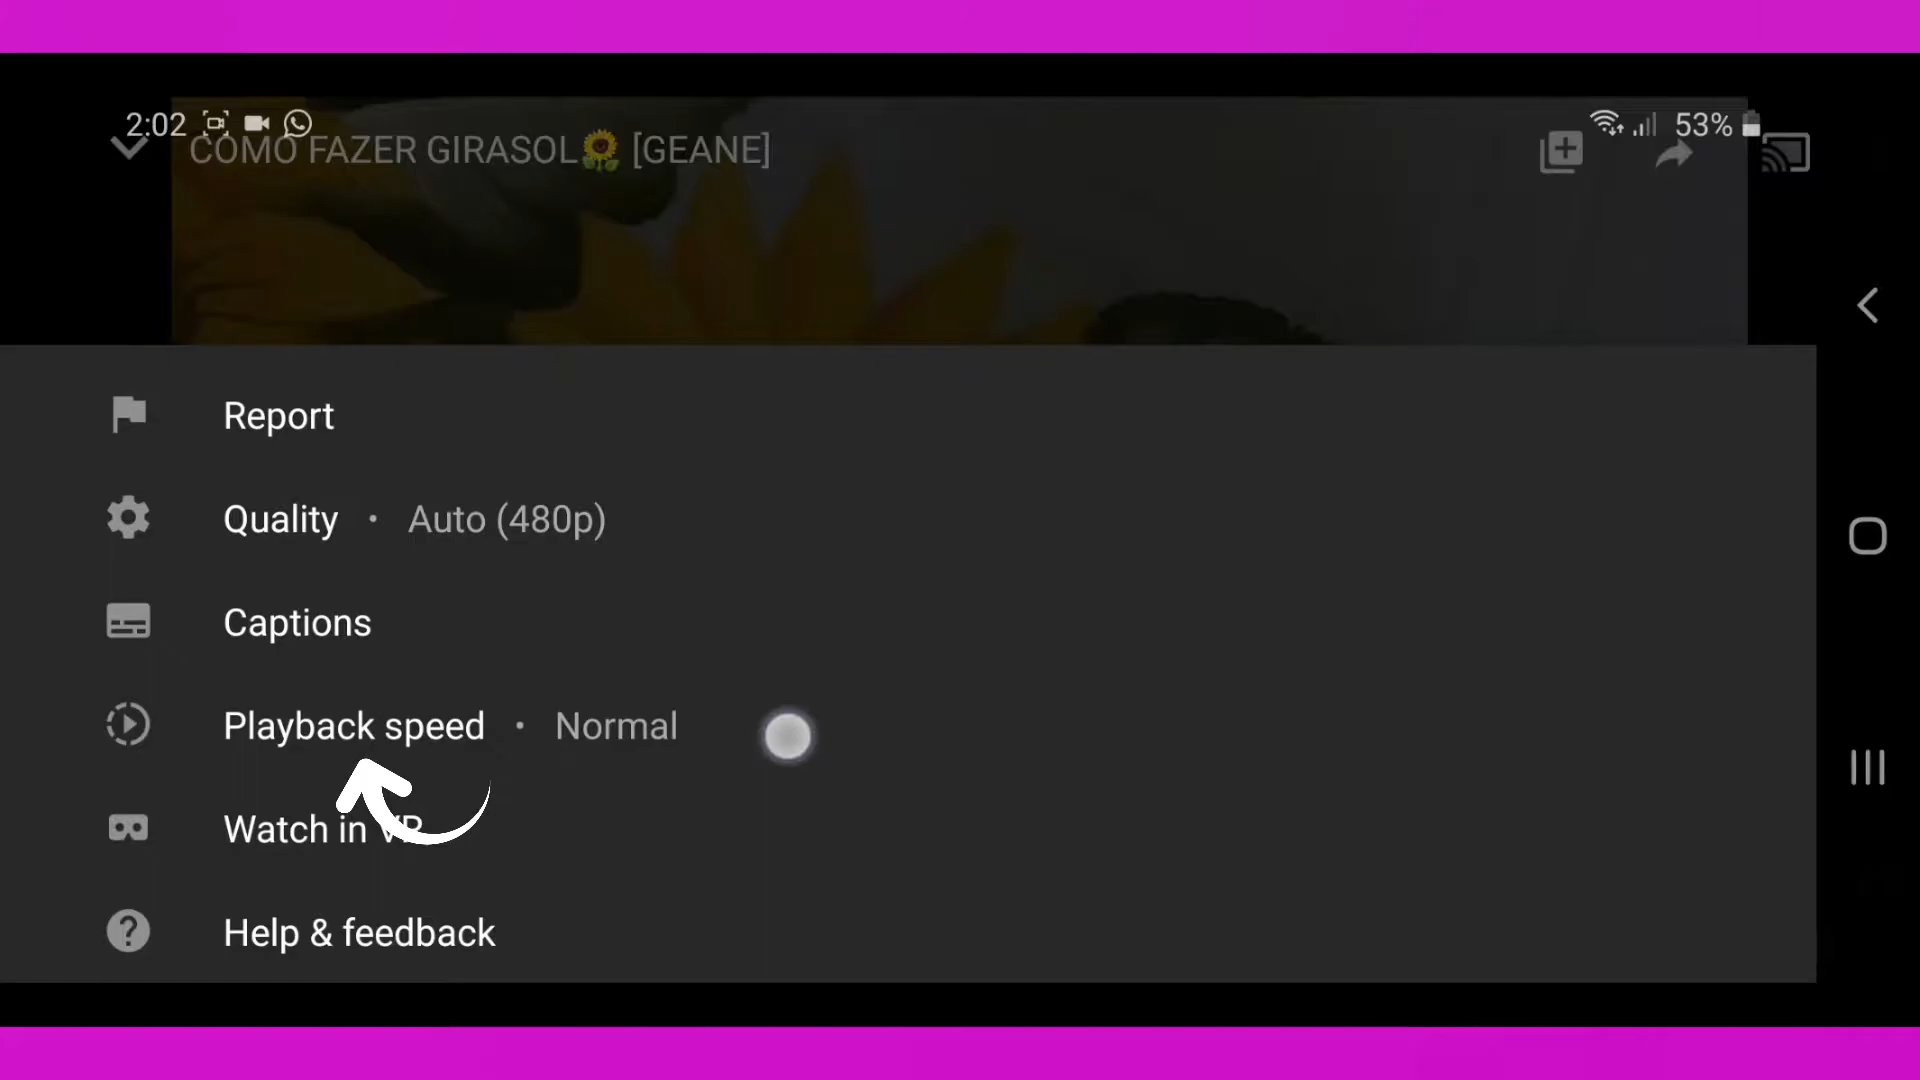 2:02 53%
COMO FAZER GIRASOL🌻 [GEANE]
Report
Quality • Auto (480p)
Captions
Playback speed • Normal
Watch in VR
Help & feedback